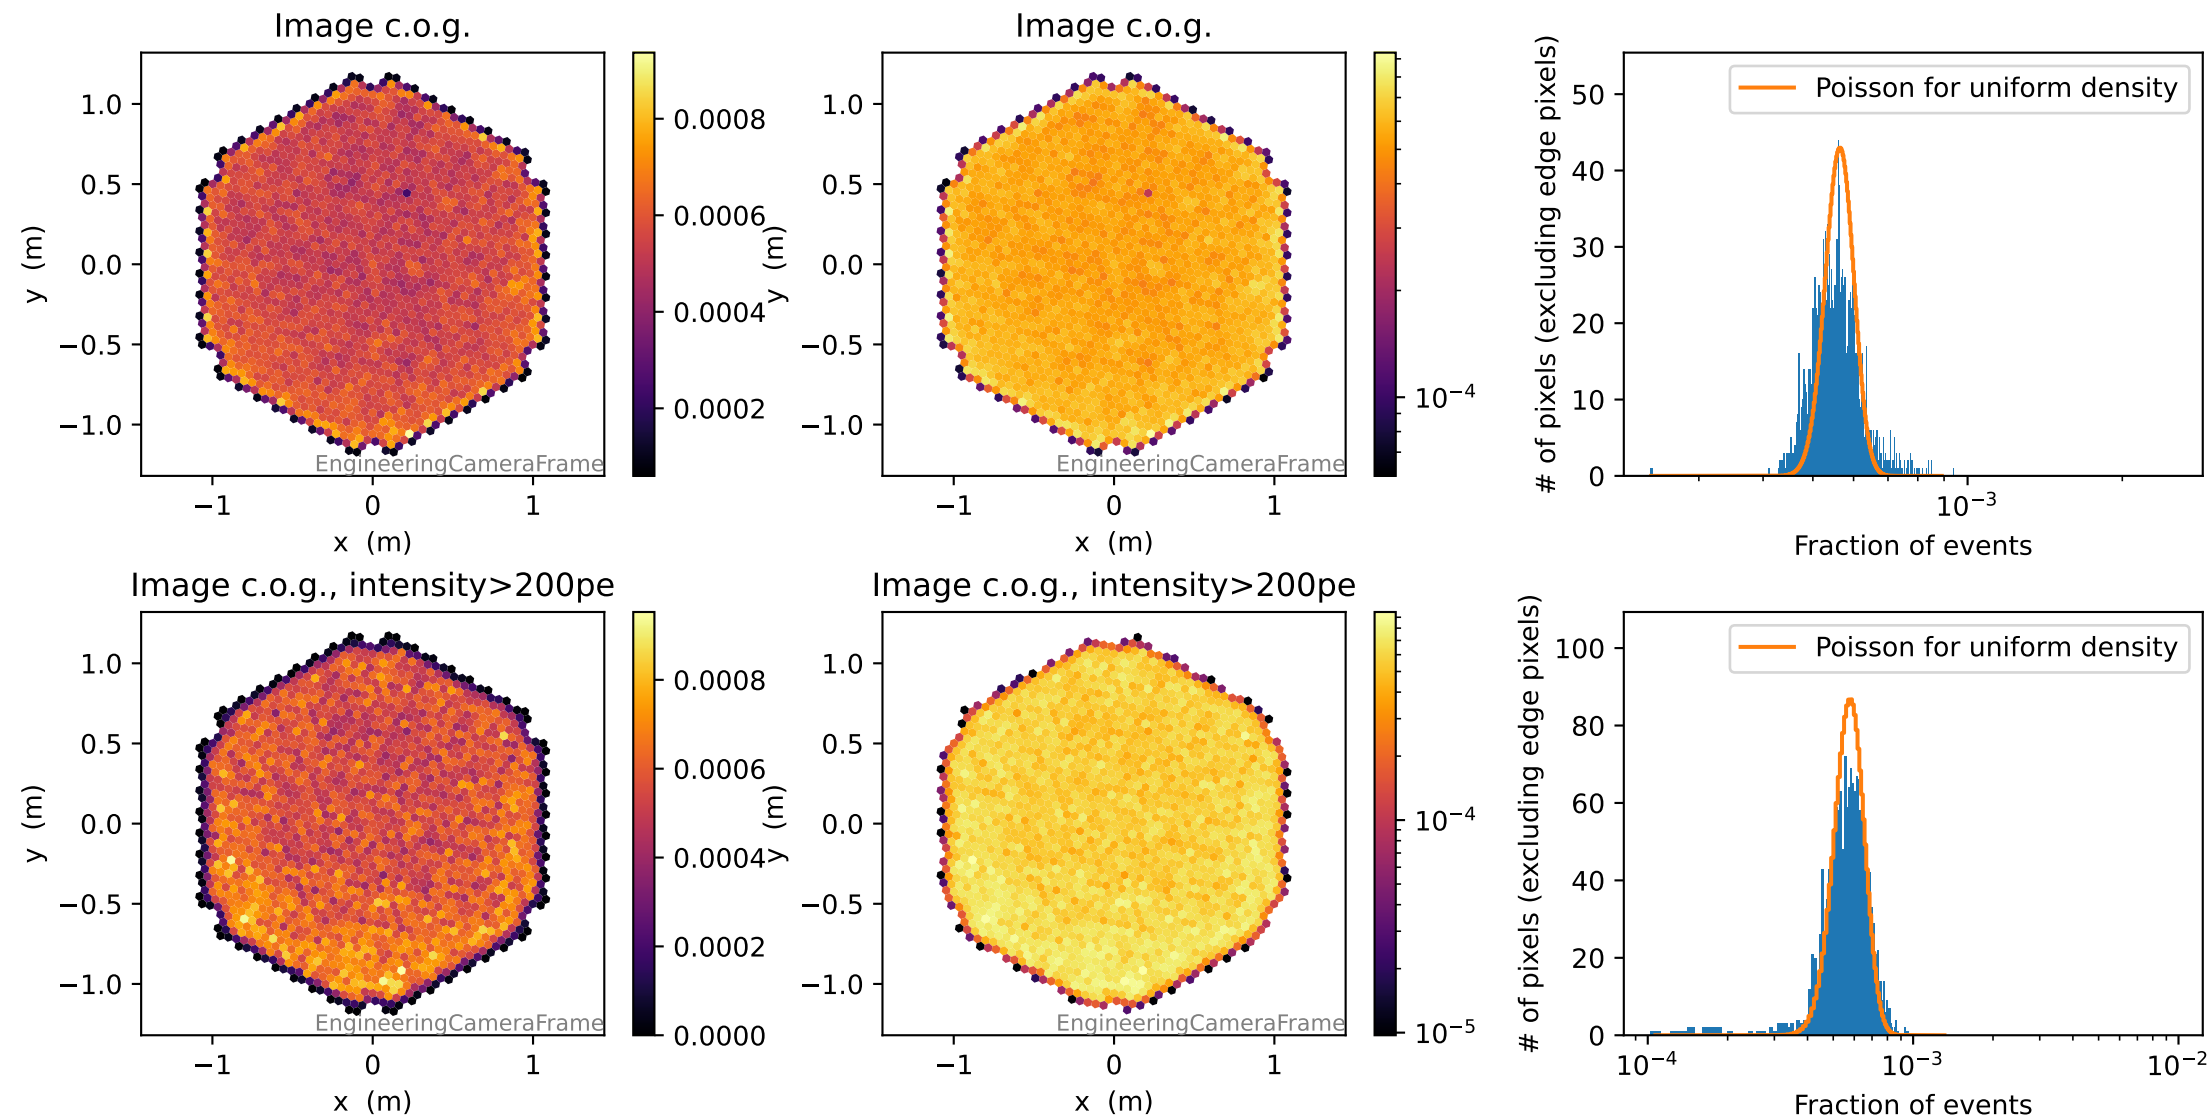 Image c.o.g.
1.0
0.5
0.0
−0.5
−1.0
y (m)
−1
0
1
x (m)
EngineeringCameraFrame
0.0008
0.0006
0.0004
0.0002
Image c.o.g.
1.0
0.5
0.0
−0.5
−1.0
y (m)
−1
0
1
x (m)
EngineeringCameraFrame
10⁻⁴
Poisson for uniform density
50
40
30
20
10
0
# of pixels (excluding edge pixels)
10⁻³
Fraction of events
Image c.o.g., intensity>200pe
1.0
0.5
0.0
−0.5
−1.0
y (m)
−1
0
1
x (m)
EngineeringCameraFrame
0.0008
0.0006
0.0004
0.0002
0.0000
Image c.o.g., intensity>200pe
1.0
0.5
0.0
−0.5
−1.0
y (m)
−1
0
1
x (m)
EngineeringCameraFrame
10⁻⁴
10⁻⁵
Poisson for uniform density
100
80
60
40
20
0
# of pixels (excluding edge pixels)
10⁻⁴
10⁻³
10⁻²
Fraction of events